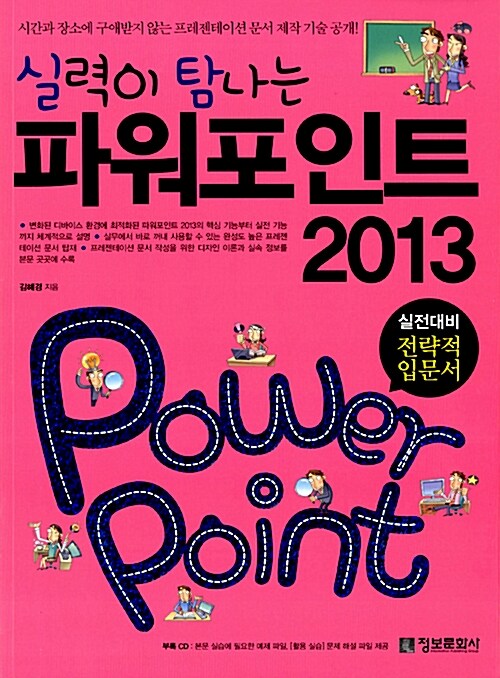 시간과 장소에 구애받지 않는 프레젠테이션 문서 제작 기술 공개!
실력이 탐나는
파워포인트
2013
● 변화된 디바이스 환경에 최적화된 파워포인트 2013의 핵심 기능부터 실전 기능
까지 체계적으로 설명 ● 실무에서 바로 꺼내 사용할 수 있는 완성도 높은 프레젠
테이션 문서 탑재 ● 프레젠테이션 문서 작성을 위한 디자인 이론과 실속 정보를
본문 곳곳에 수록
김혜경 지음
실전대비
전략적
입문서
Power
Point
부록 CD : 본문 실습에 필요한 예제 파일, [활용 실습] 문제 해설 파일 제공
정보문화사